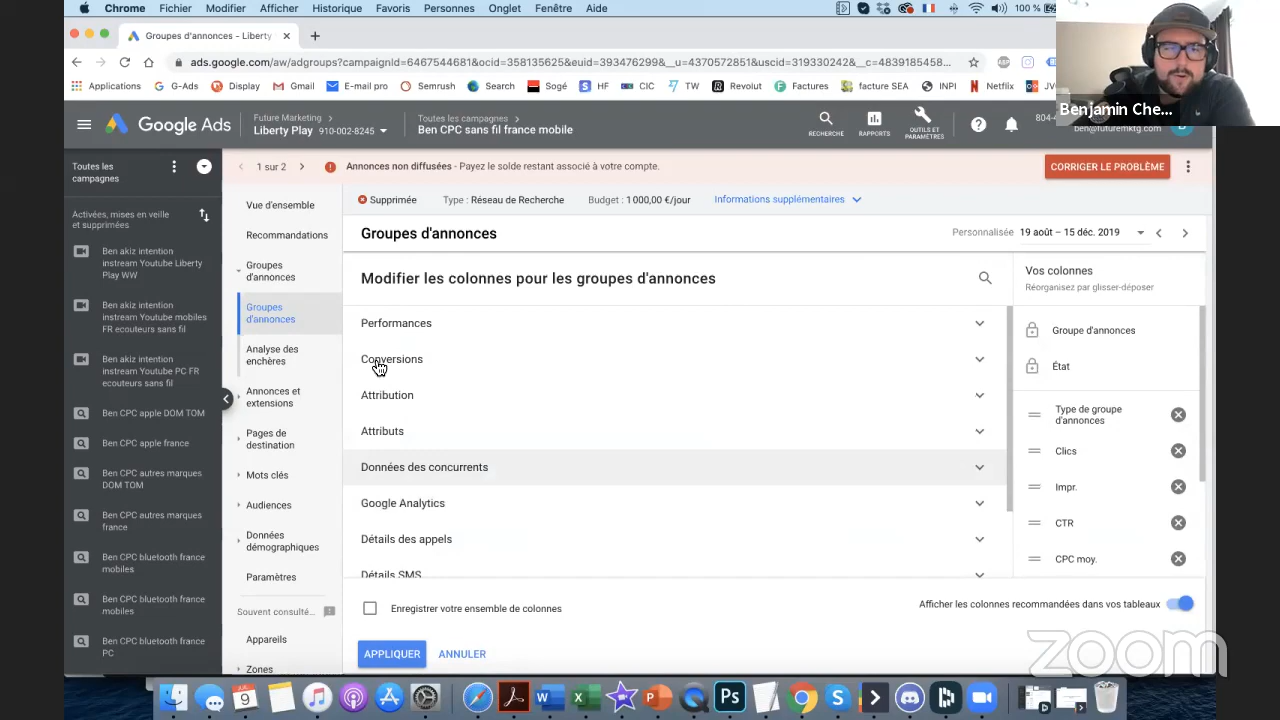 Chrome Fichier Modifier Afficher Historique Favoris Personnes Onglet Fenêtre Aide
100 %
Groupes d'annonces – Liberty
ads.google.com/aw/adgroups?campaignId=6467544681&ocid=358135625&euid=393476299&__u=4370572851&uscid=319330242&__c=4839185458...
Applications G-Ads Display Gmail E-mail JVL-pro Semrush Search Sogé HF CIC TW Revolut Factures facture SEA INPI Netflix
Benjamin Che...
Google Ads
Future Marketing
Liberty Play 910-002-8245
Toutes les campagnes
Ben CPC sans fil france mobile
RECHERCHE
RAPPORTS
OUTILS ET
PARAMÈTRES
804-
ben@futuremktg.com
Toutes les
campagnes
1 sur 2
Annonces non diffusées - Payez le solde restant associé à votre compte.
CORRIGER LE PROBLÈME
Activées, mises en veille
et supprimées
Ben akiz intention
instream Youtube Liberty
Play WW
Ben akiz intention
instream Youtube mobiles
FR ecouteurs sans fil
Ben akiz intention
instream Youtube PC FR
ecouteurs sans fil
Ben CPC apple DOM TOM
Ben CPC apple france
Ben CPC autres marques
DOM TOM
Ben CPC autres marques
france
Ben CPC bluetooth france
mobiles
Ben CPC bluetooth france
mobiles
Ben CPC bluetooth france
PC
Vue d'ensemble
Recommandations
Groupes
d'annonces
Groupes
d'annonces
Analyse des
enchères
Annonces et
extensions
Pages de
destination
Mots clés
Audiences
Données
démographiques
Paramètres
Souvent consulté...
Appareils
Zones
Supprimée
Type : Réseau de Recherche
Budget : 1 000,00 €/jour
Informations supplémentaires
Groupes d'annonces
Personnalisée 19 août – 15 déc. 2019
Modifier les colonnes pour les groupes d'annonces
Performances
Conversions
Attribution
Attributs
Données des concurrents
Google Analytics
Détails des appels
Détails SMS
Vos colonnes
Réorganisez par glisser-déposer
Groupe d'annonces
État
Type de groupe
d'annonces
Clics
Impr.
CTR
CPC moy.
Enregistrer votre ensemble de colonnes
Afficher les colonnes recommandées dans vos tableaux
APPLIQUER
ANNULER
zoom